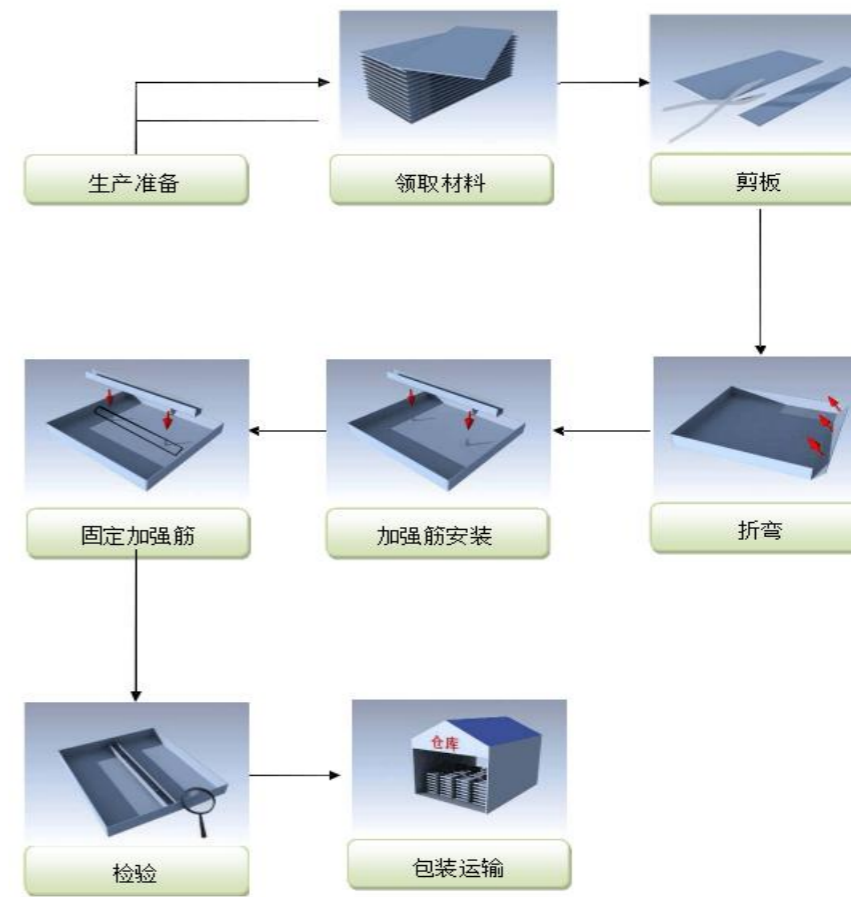 生产准备
领取材料
剪板
固定加强筋
加强筋安装
折弯
仓库
检验
包装运输